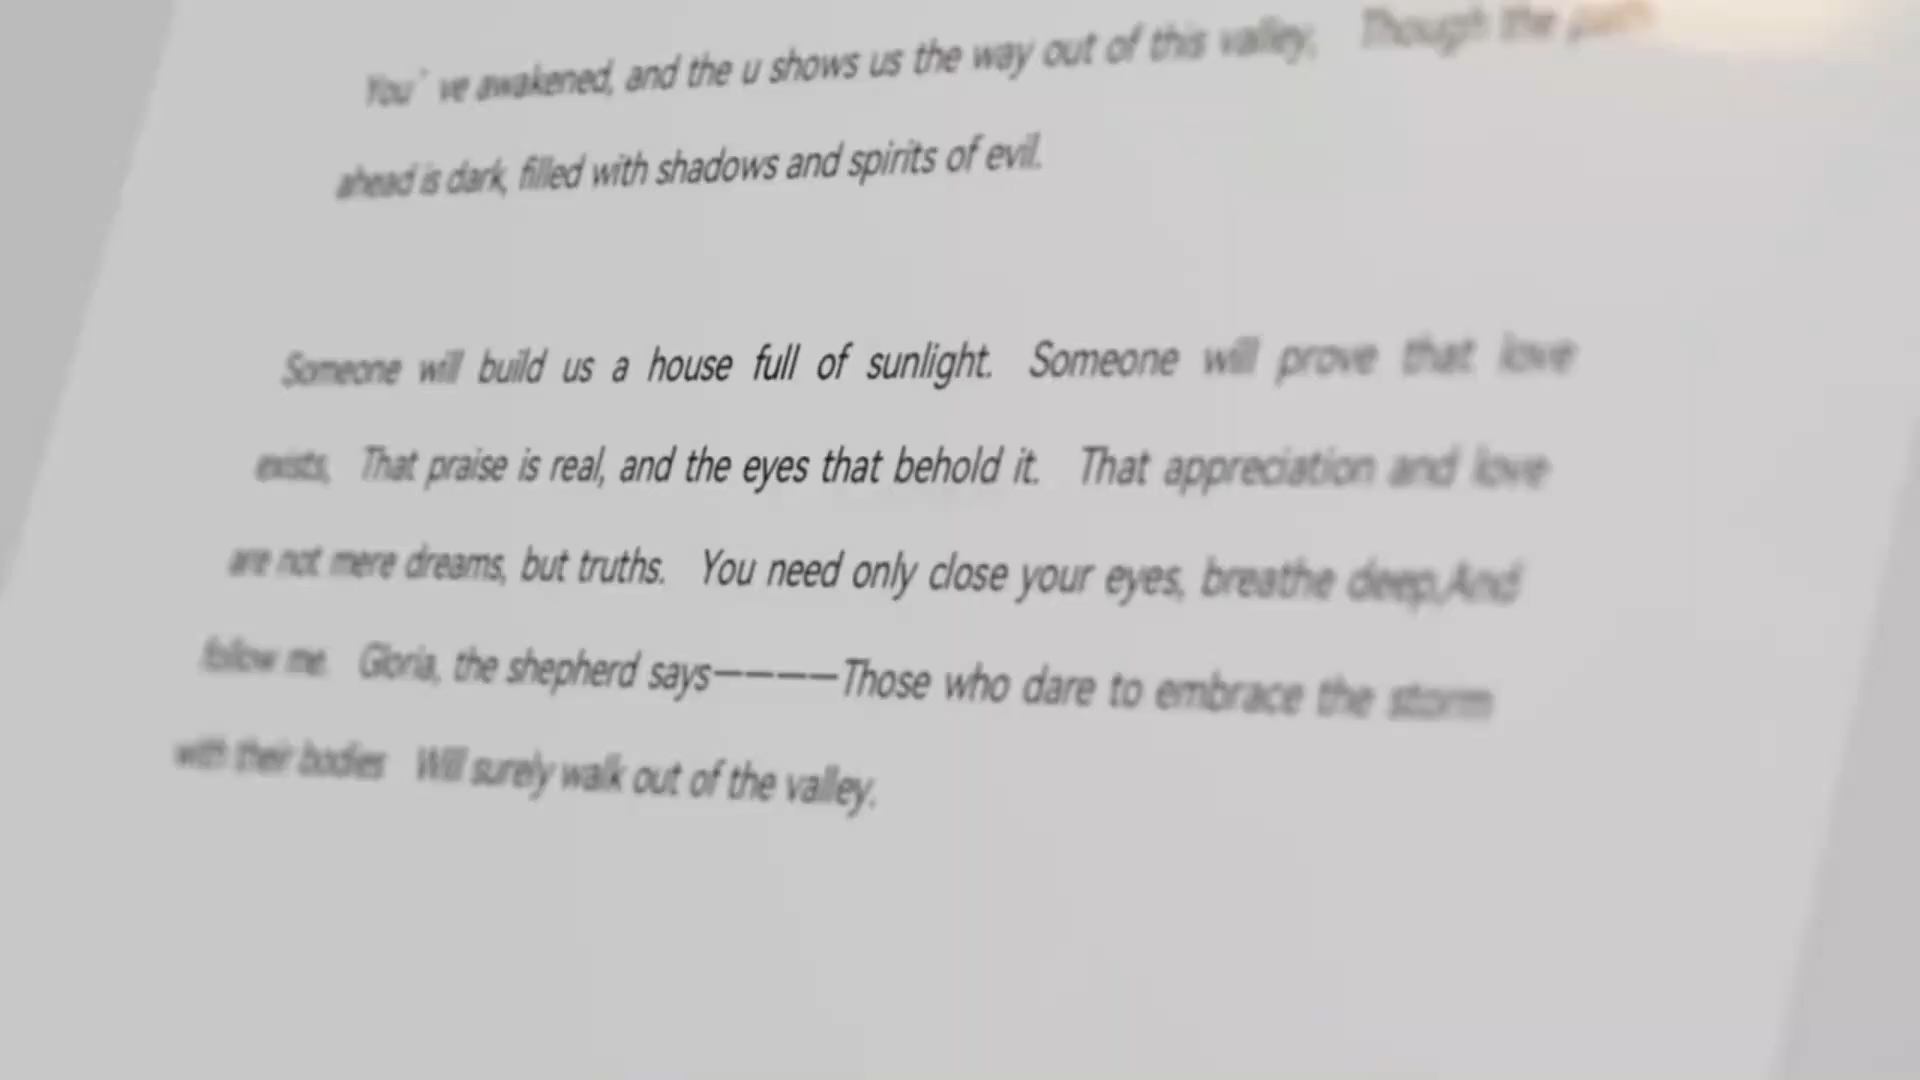 You` ve awakened, and the u shows us the way out of this valley, Though the path
ahead is dark, filled with shadows and spirits of evil.
Someone will build us a house full of sunlight. Someone will prove that love
exists, That praise is real, and the eyes that behold it. That appreciation and love
are not mere dreams, but truths. You need only close your eyes, breathe deep,And
follow me. Gloria, the shepherd says————Those who dare to embrace the storm
with their bodies Will surely walk out of the valley.